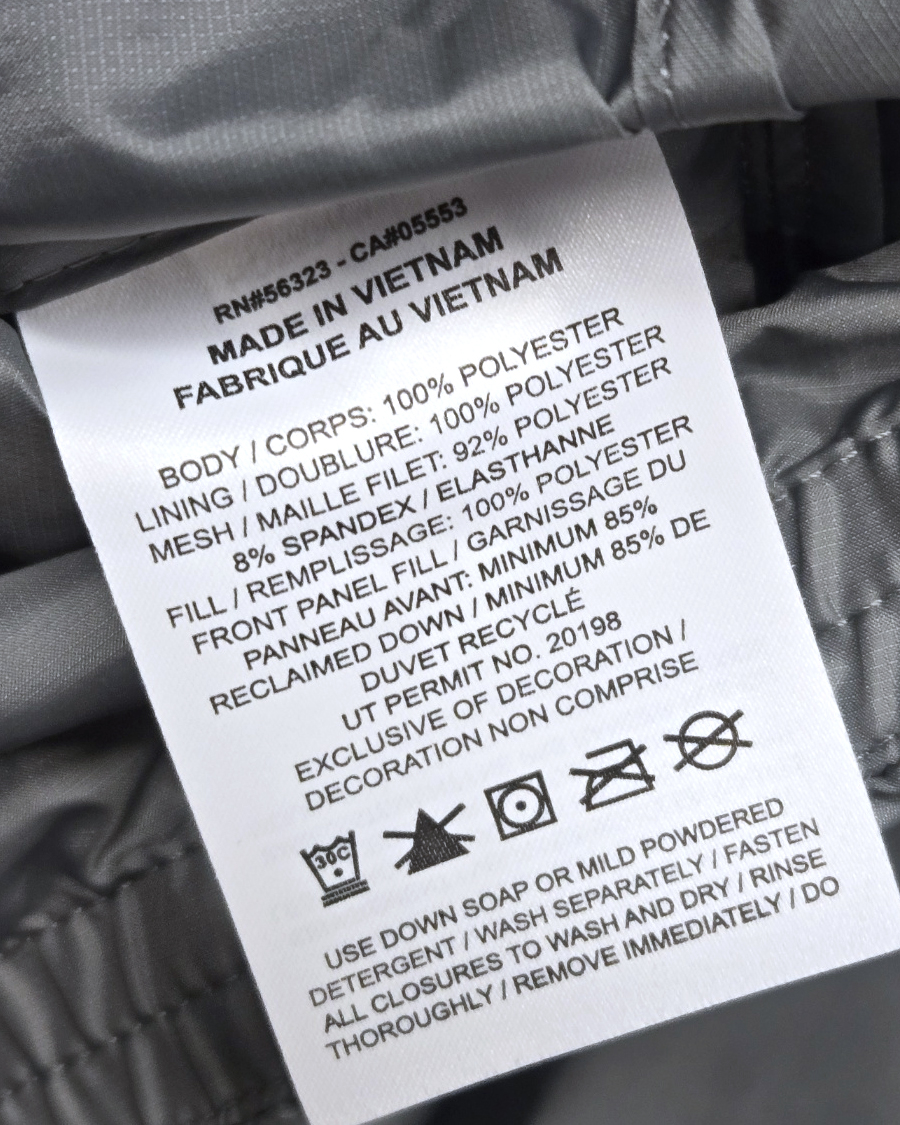 RN#56323 - CA#05553
MADE IN VIETNAM
FABRIQUE AU VIETNAM
BODY / CORPS: 100% POLYESTER
LINING / DOUBLURE: 100% POLYESTER
MESH / MAILLE FILET: 92% POLYESTER
8% SPANDEX / ELASTHANNE
FILL / REMPLISSAGE: 100% POLYESTER
FRONT PANEL FILL / GARNISSAGE DU
PANNEAU AVANT: MINIMUM 85%
RECLAIMED DOWN / MINIMUM 85% DE
DUVET RECYCLÉ
UT PERMIT NO. 20198
EXCLUSIVE OF DECORATION /
DECORATION NON COMPRISE
30C
USE DOWN SOAP OR MILD POWDERED
DETERGENT / WASH SEPARATELY / FASTEN
ALL CLOSURES TO WASH AND DRY / RINSE
THOROUGHLY / REMOVE IMMEDIATELY / DO